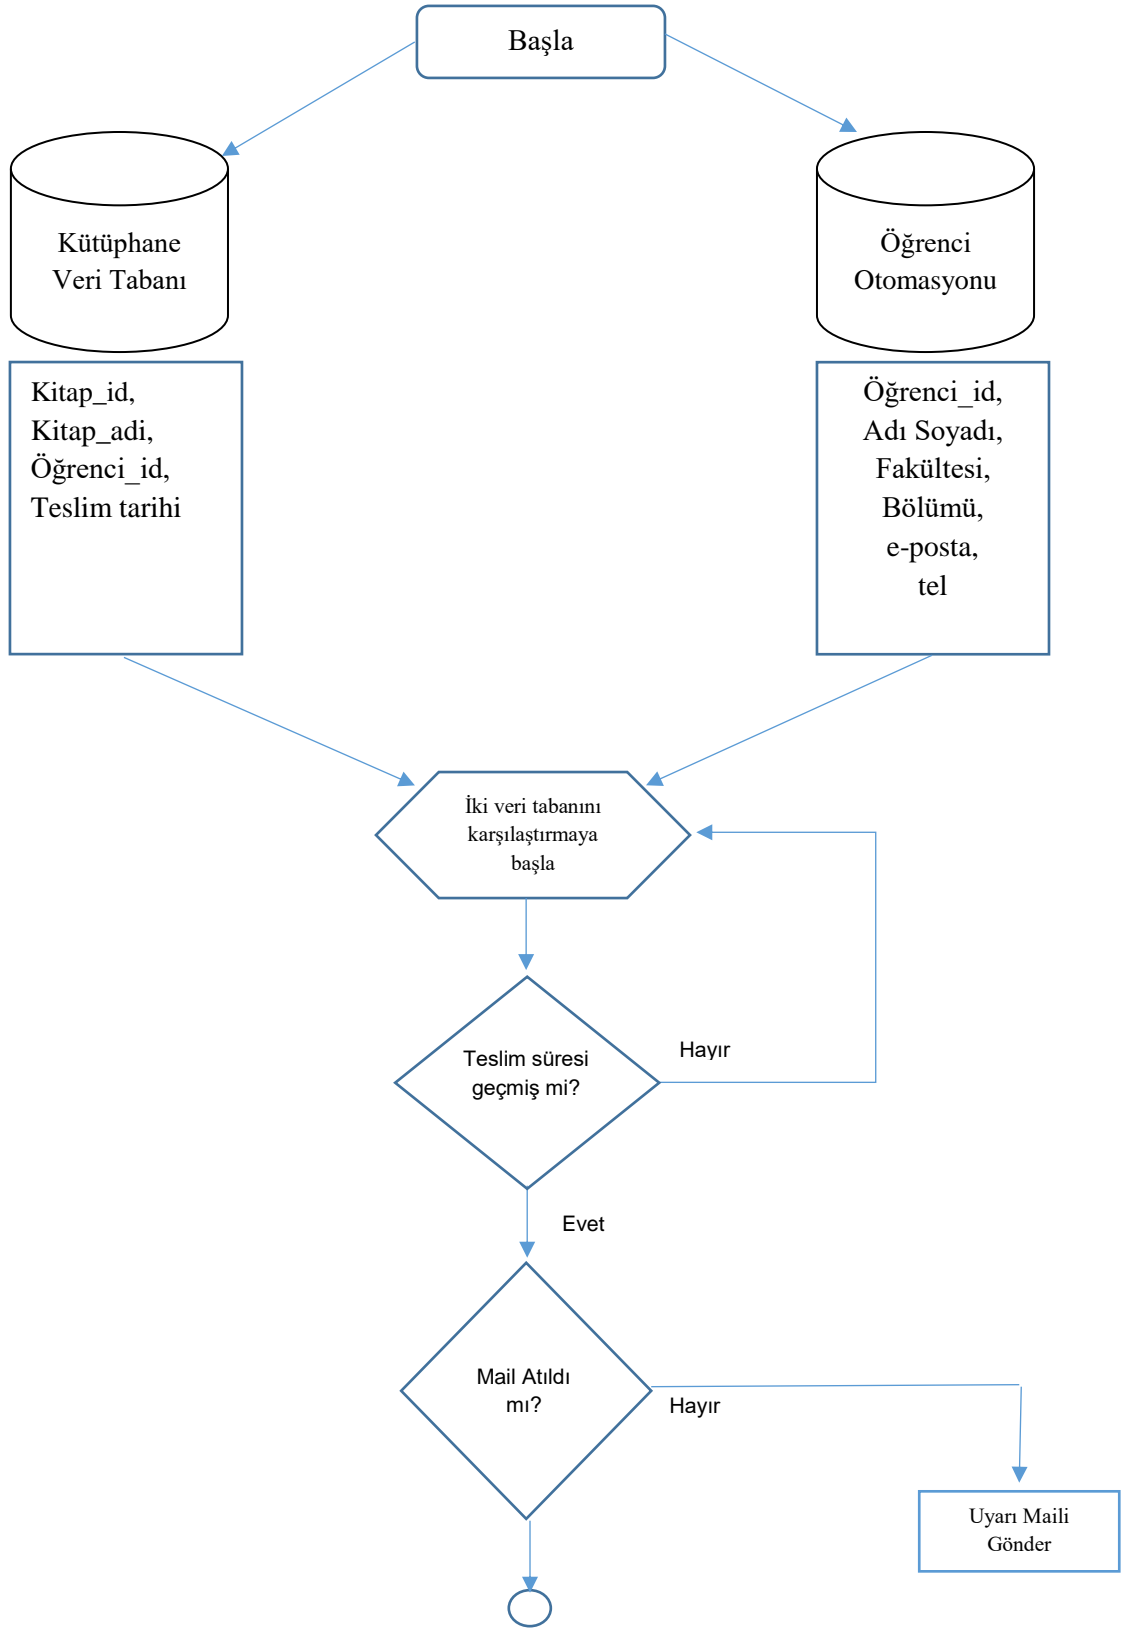 Başla
Kütüphane
Veri Tabanı
Öğrenci
Otomasyonu
Kitap_id,
Kitap_adi,
Öğrenci_id,
Teslim tarihi
Öğrenci_id,
Adı Soyadı,
Fakültesi,
Bölümü,
e-posta,
tel
İki veri tabanını
karşılaştırmaya
başla
Teslim süresi
geçmiş mi?
Hayır
Evet
Mail Atıldı
mı?
Hayır
Uyarı Maili
Gönder